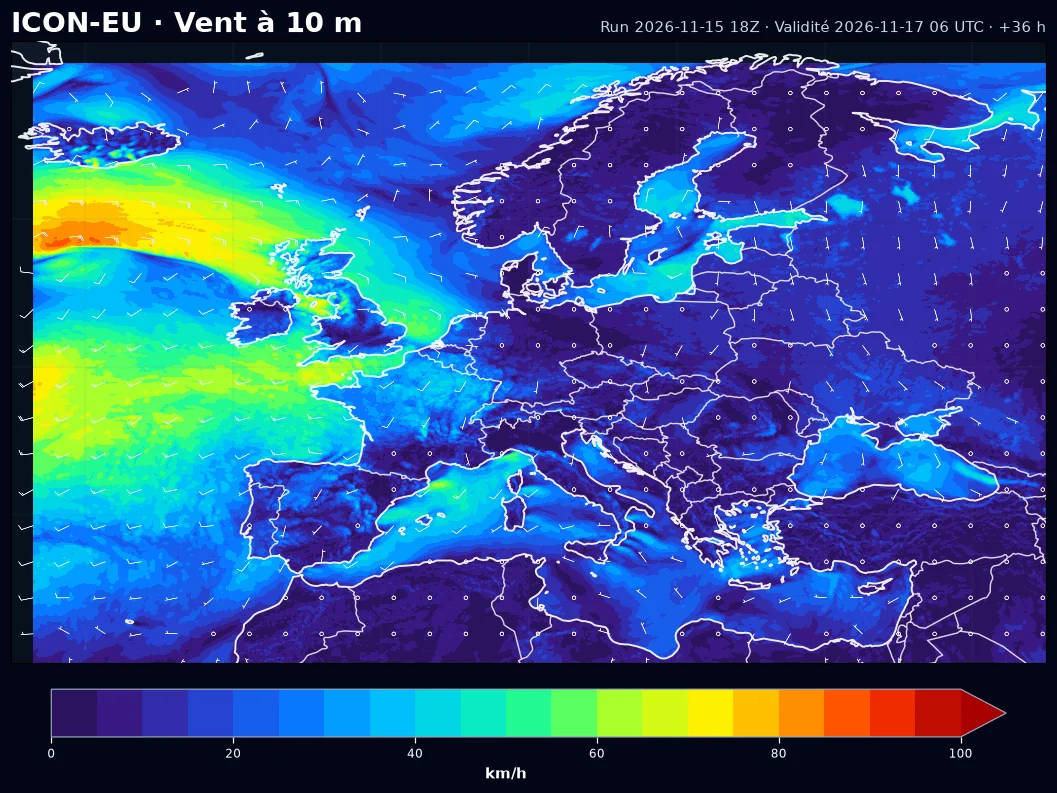 ICON-EU · Vent à 10 m
Run 2026-11-15 18Z · Validité 2026-11-17 06 UTC · +36 h
0 20 40 60 80 100
km/h